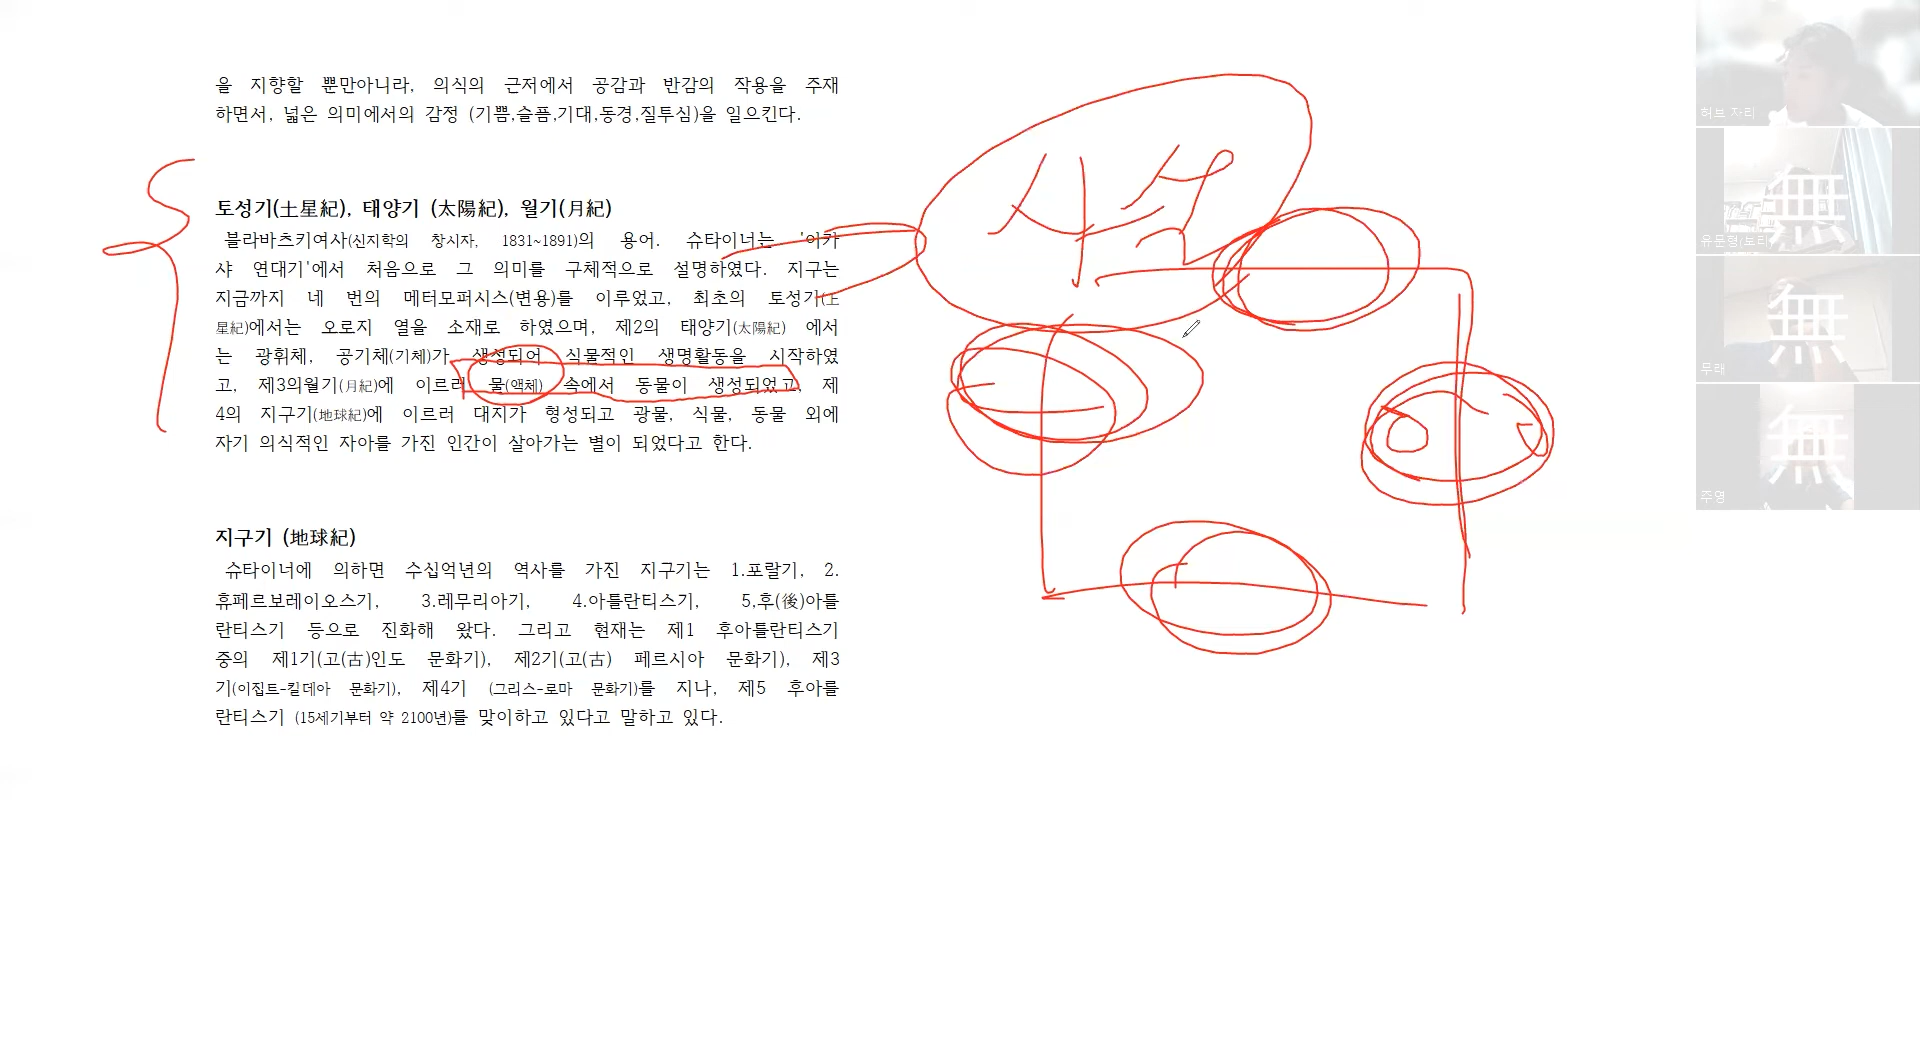 을 지향할 뿐만아니라, 의식의 근저에서 공감과 반감의 작용을 주재
하면서, 넓은 의미에서의 감정 (기쁨,슬픔,기대,동경,질투심)을 일으킨다.
토성기(土星紀), 태양기 (太陽紀), 월기(月紀)
블라바츠키여사(신지학의 창시자, 1831~1891)의 용어. 슈타이너는 '아카
샤 연대기'에서 처음으로 그 의미를 구체적으로 설명하였다. 지구는
지금까지 네 번의 메터모퍼시스(변용)를 이루었고, 최초의 토성기(土
星紀)에서는 오로지 열을 소재로 하였으며, 제2의 태양기(太陽紀) 에서
는 광휘체, 공기체(기체)가 생성되어 식물적인 생명활동을 시작하였
고, 제3의월기(月紀)에 이르러 물(액체) 속에서 동물이 생성되었고, 제
4의 지구기(地球紀)에 이르러 대지가 형성되고 광물, 식물, 동물 외에
자기 의식적인 자아를 가진 인간이 살아가는 별이 되었다고 한다.
지구기 (地球紀)
슈타이너에 의하면 수십억년의 역사를 가진 지구기는 1.포랄기, 2.
휴페르보레이오스기, 3.레무리아기, 4.아틀란티스기, 5,후(後)아틀
란티스기 등으로 진화해 왔다. 그리고 현재는 제1 후아틀란티스기
중의 제1기(고(古)인도 문화기), 제2기(고(古) 페르시아 문화기), 제3
기(이집트-킬데아 문화기), 제4기 (그리스-로마 문화기)를 지나, 제5 후아틀
란티스기 (15세기부터 약 2100년)를 맞이하고 있다고 말하고 있다.
허브 자리
無
유문형(보리)
無
두래
無
주영